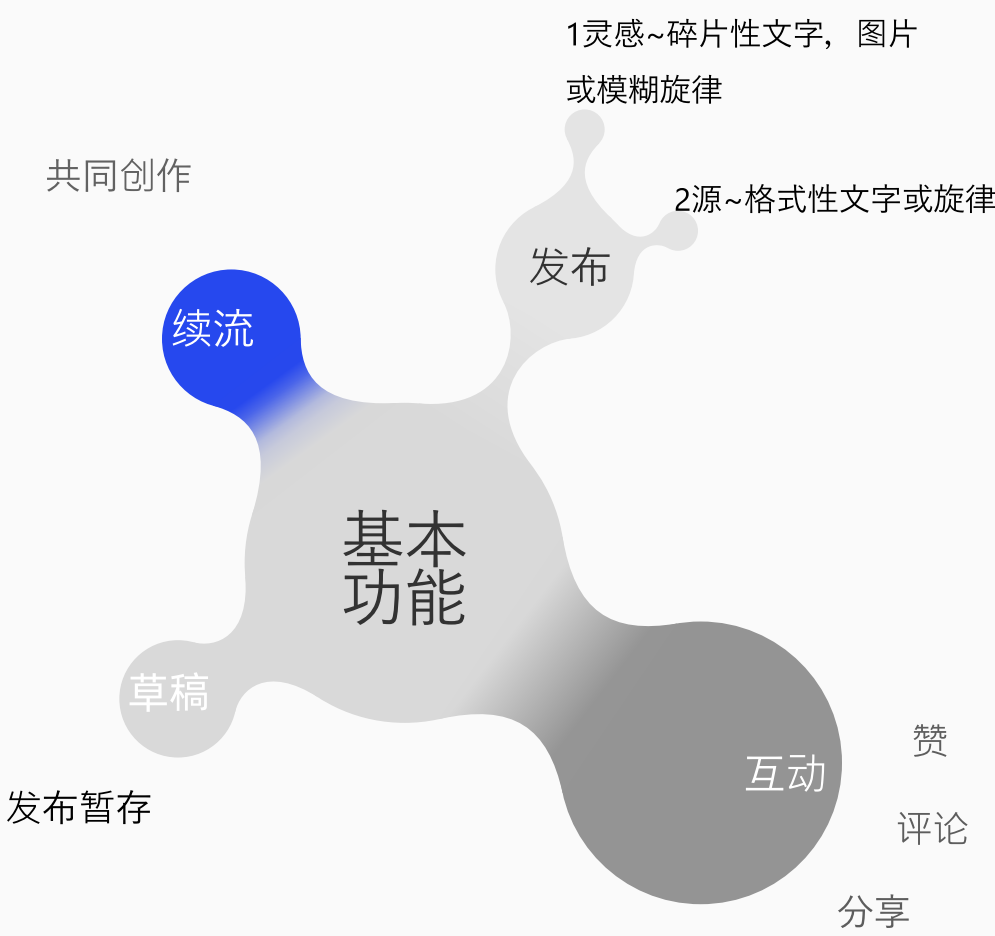 1灵感~碎片性文字，图片
或模糊旋律
共同创作
2源~格式性文字或旋律
发布
续流
基本
功能
草稿
发布暂存
互动
赞
评论
分享